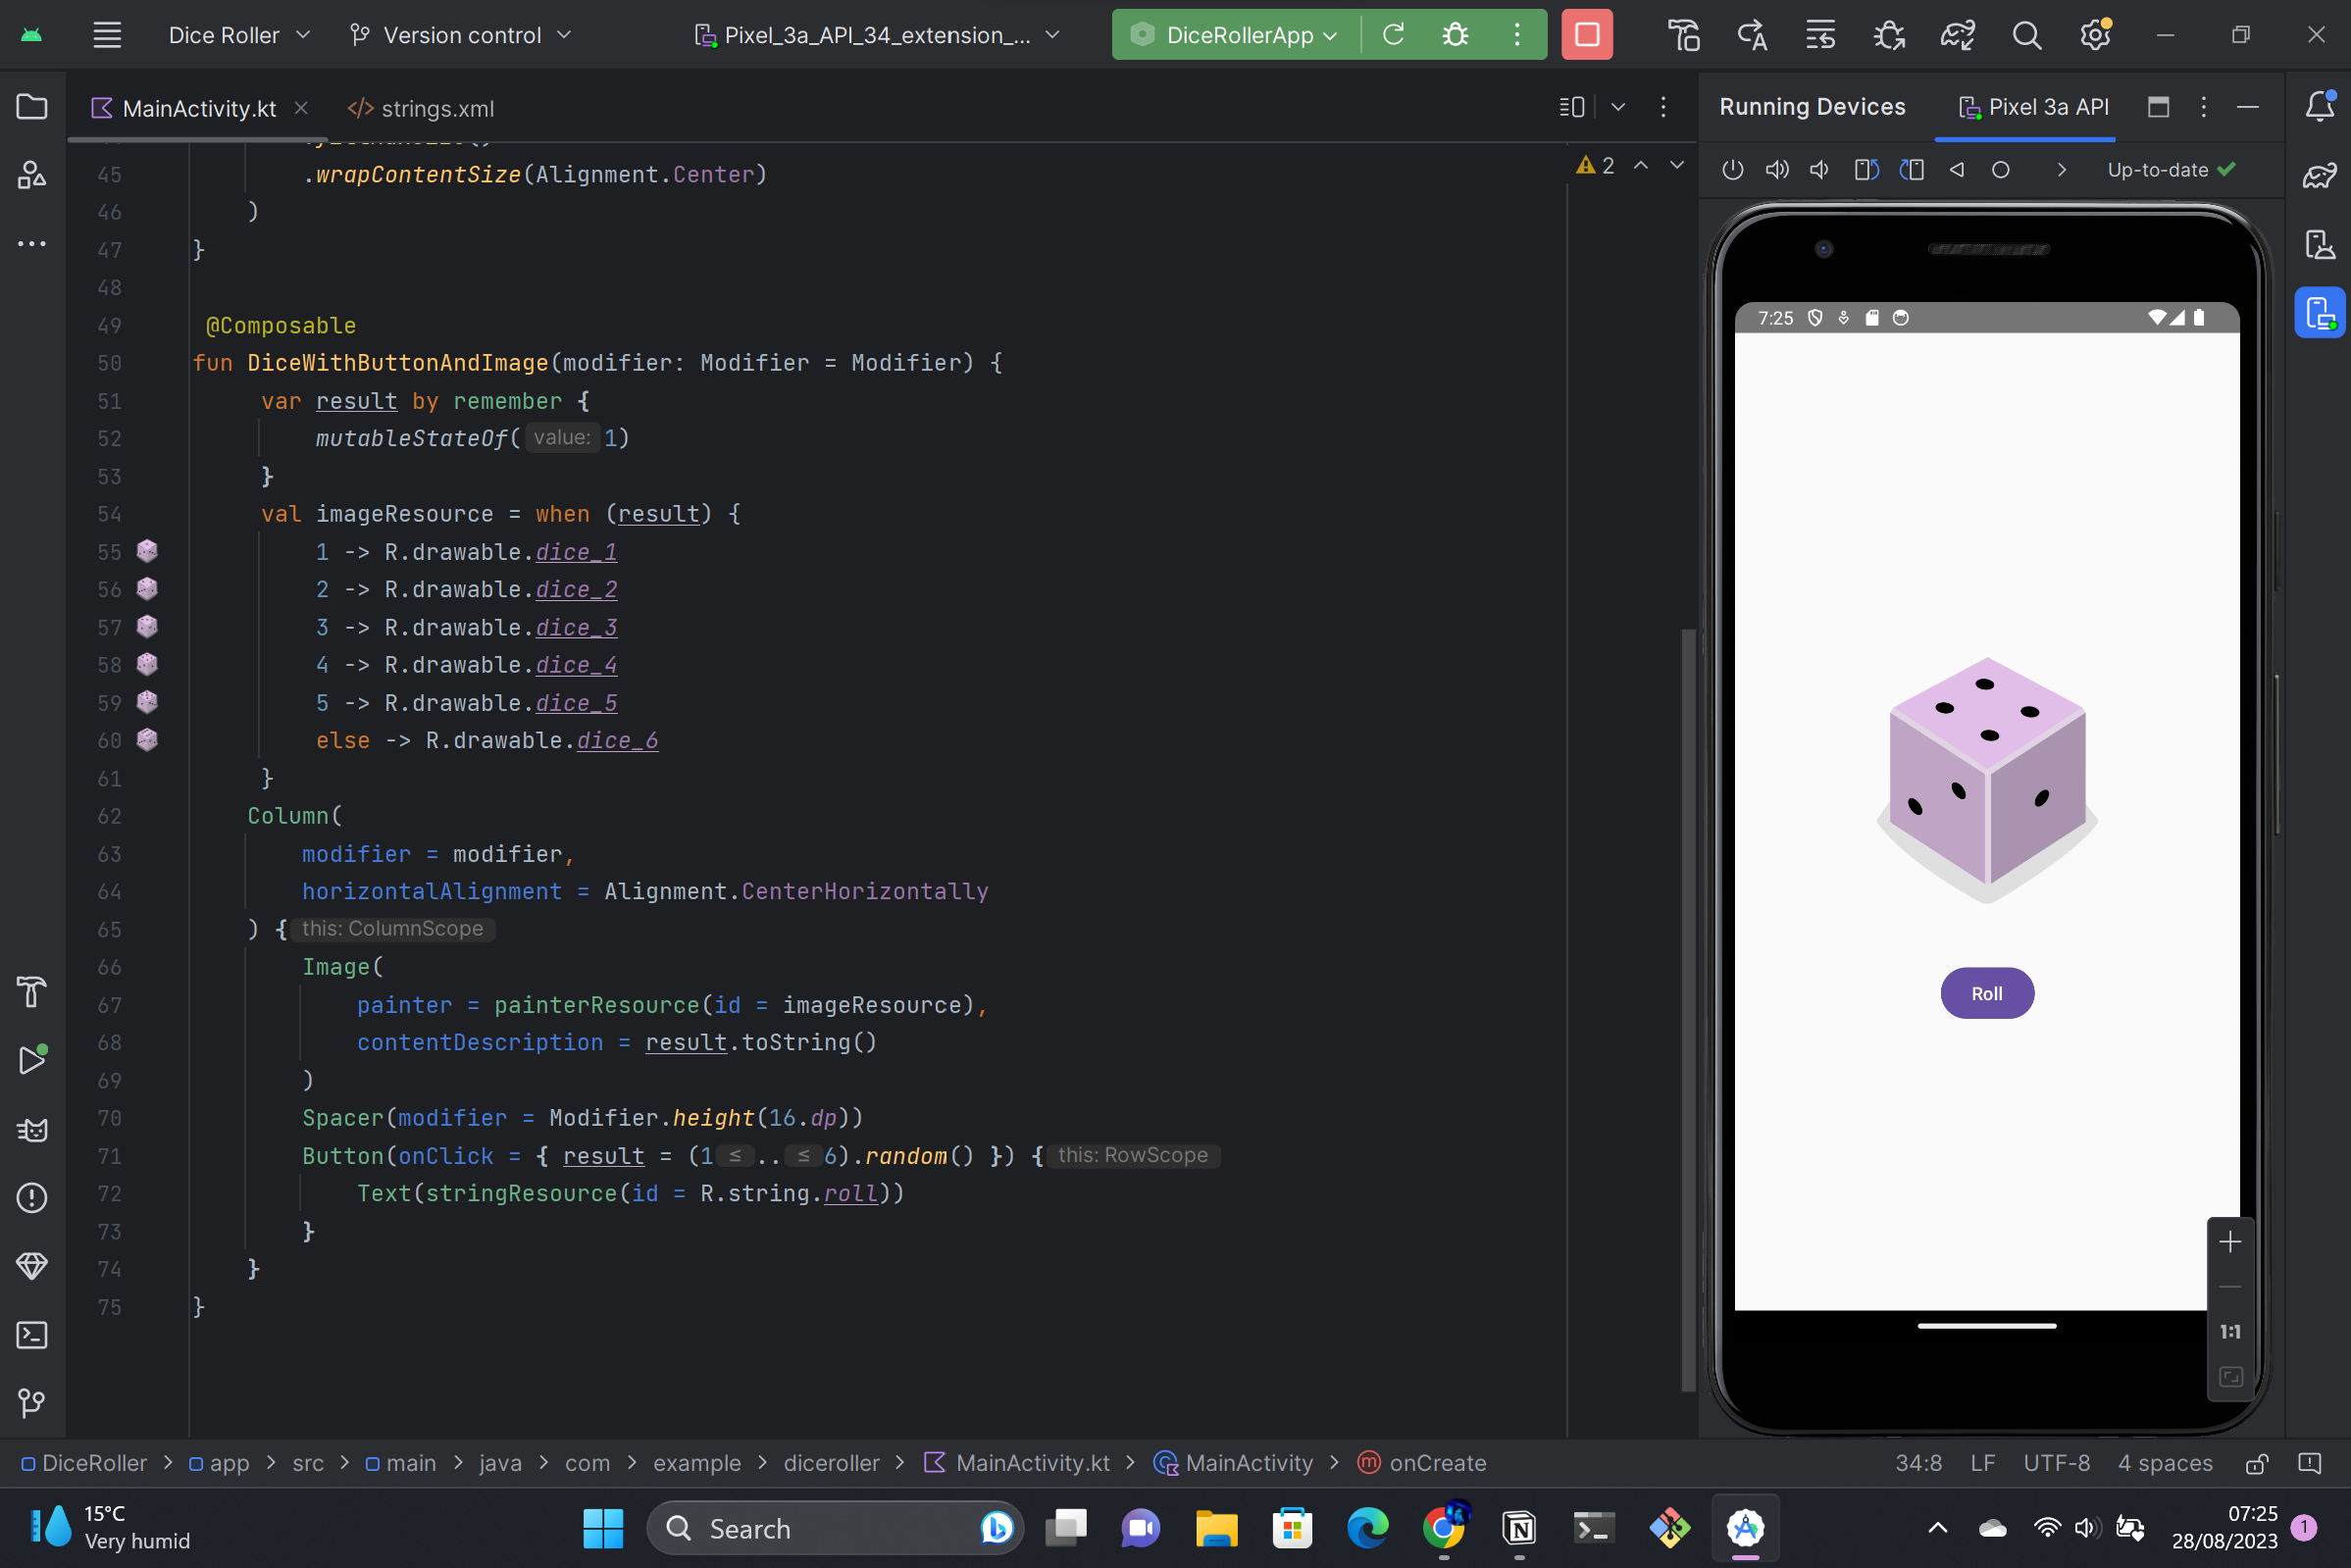 Dice Roller
Version control
Pixel_3a_API_34_extension_...
DiceRollerApp
MainActivity.kt
</> strings.xml
Running Devices
Pixel 3a API
2
Up-to-date
45 .wrapContentSize(Alignment.Center)
46 )
47 }
48
49 @Composable
50 fun DiceWithButtonAndImage(modifier: Modifier = Modifier) {
51 var result by remember {
52 mutableStateOf( value: 1)
53 }
54 val imageResource = when (result) {
55 1 -> R.drawable.dice_1
56 2 -> R.drawable.dice_2
57 3 -> R.drawable.dice_3
58 4 -> R.drawable.dice_4
59 5 -> R.drawable.dice_5
60 else -> R.drawable.dice_6
61 }
62 Column(
63 modifier = modifier,
64 horizontalAlignment = Alignment.CenterHorizontally
65 ) { this: ColumnScope
66 Image(
67 painter = painterResource(id = imageResource),
68 contentDescription = result.toString()
69 )
70 Spacer(modifier = Modifier.height(16.dp))
71 Button(onClick = { result = (1 ≤ .. ≤ 6).random() }) { this: RowScope
72 Text(stringResource(id = R.string.roll))
73 }
74 }
75 }
7:25
Roll
1:1
DiceRoller > app > src > main > java > com > example > diceroller > MainActivity.kt > MainActivity > onCreate
34:8 LF UTF-8 4 spaces
15°C
Very humid
Search
07:25
28/08/2023
1